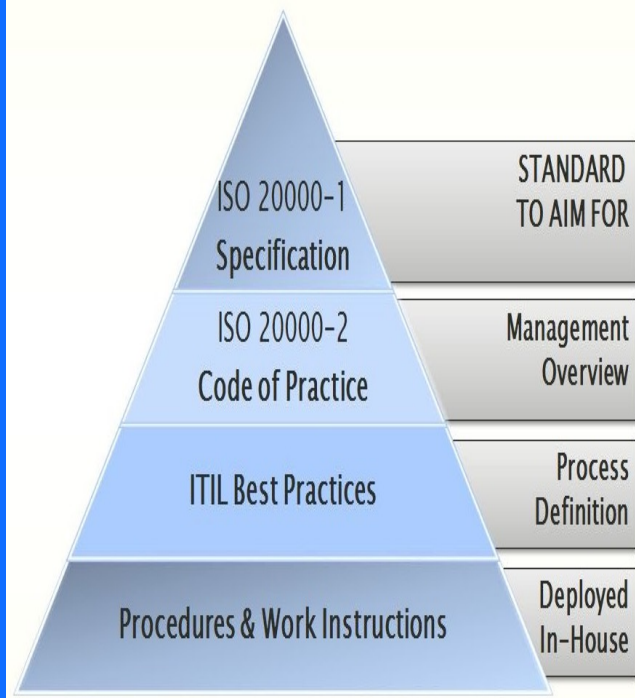 ISO 20000-1
Specification
STANDARD
TO AIM FOR
ISO 20000-2
Code of Practice
Management
Overview
ITIL Best Practices
Process
Definition
Procedures & Work Instructions
Deployed
In-House